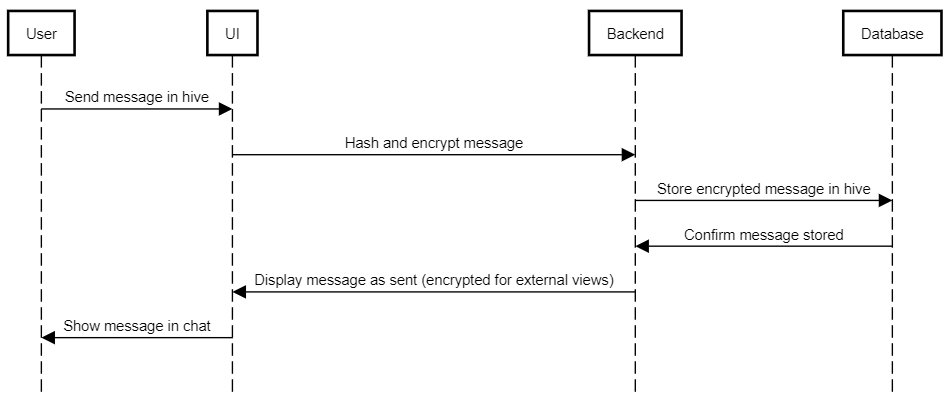 User
UI
Backend
Database
Send message in hive
Hash and encrypt message
Store encrypted message in hive
Confirm message stored
Display message as sent (encrypted for external views)
Show message in chat